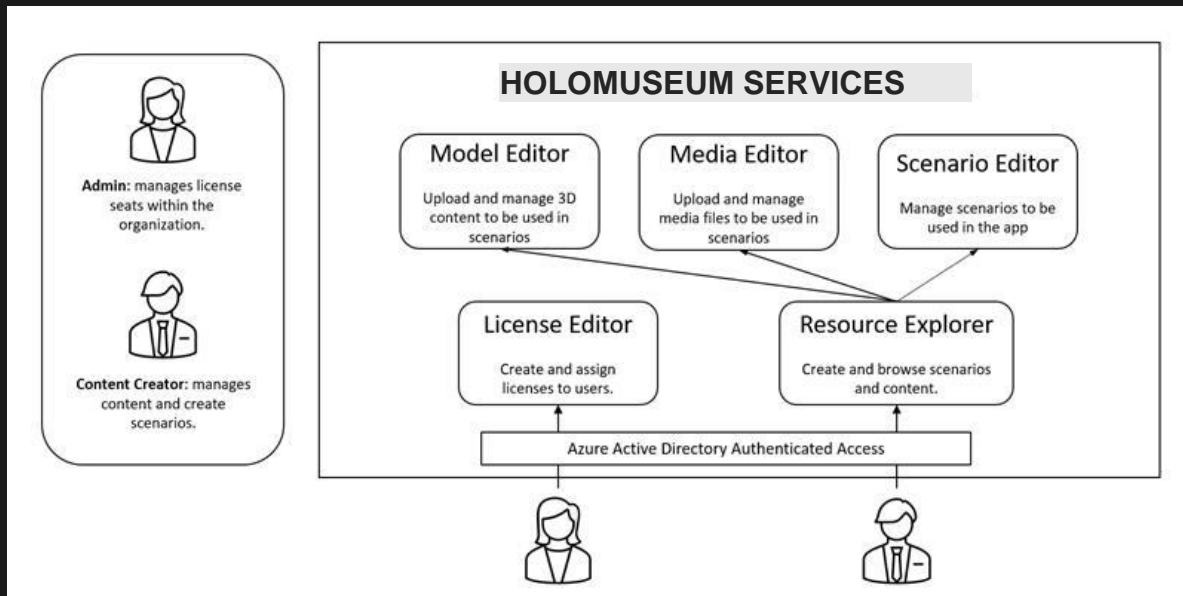 Admin: manages license
seats within the
organization.
Content Creator: manages
content and create
scenarios.
HOLOMUSEUM SERVICES
Model Editor
Upload and manage 3D
content to be used in
scenarios
Media Editor
Upload and manage
media files to be used in
scenarios
Scenario Editor
Manage scenarios to be
used in the app
License Editor
Create and assign
licenses to users.
Resource Explorer
Create and browse scenarios
and content.
Azure Active Directory Authenticated Access